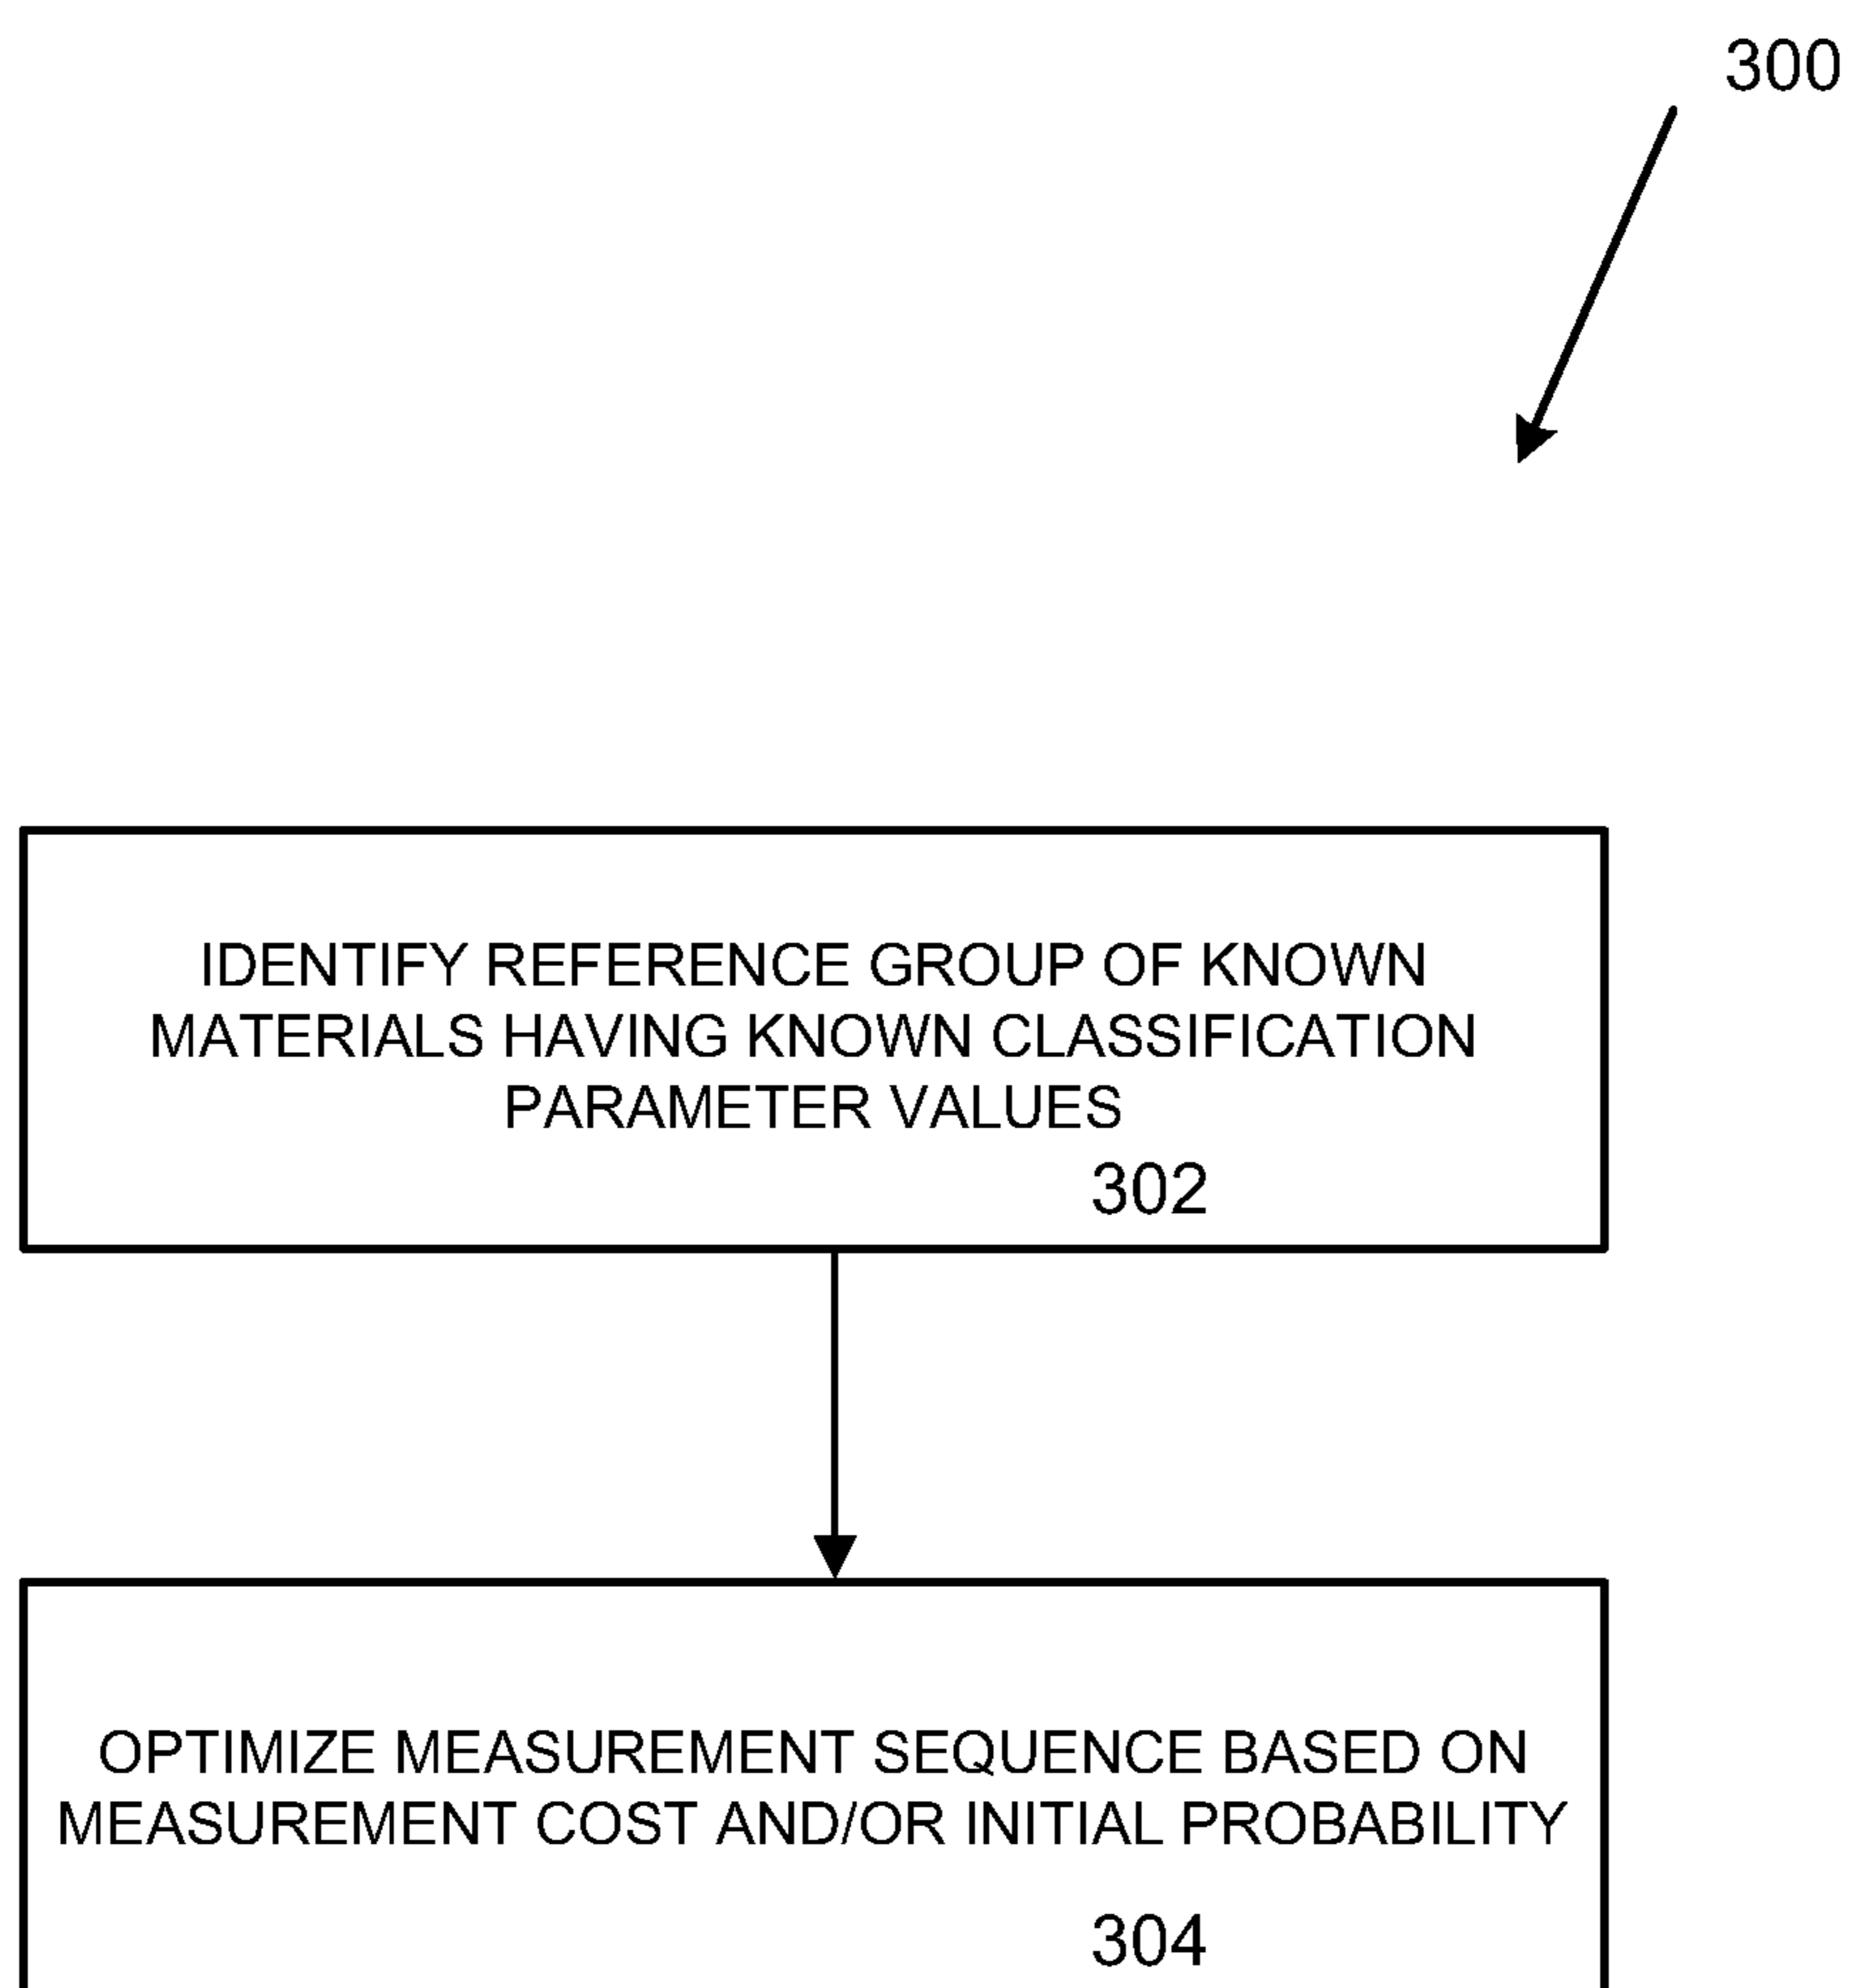 300
IDENTIFY REFERENCE GROUP OF KNOWN
MATERIALS HAVING KNOWN CLASSIFICATION
PARAMETER VALUES
302
OPTIMIZE MEASUREMENT SEQUENCE BASED ON
MEASUREMENT COST AND/OR INITIAL PROBABILITY
304